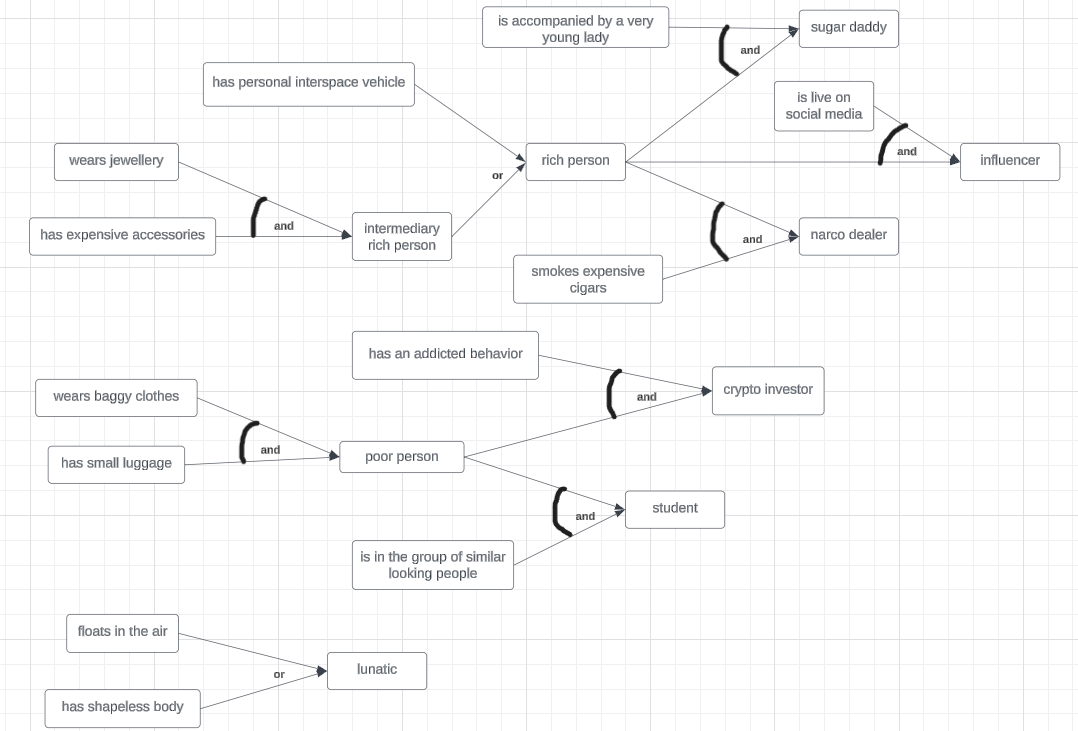 is accompanied by a very
young lady
sugar daddy
and
has personal interspace vehicle
is live on
social media
wears jewellery
rich person
and
influencer
or
has expensive accessories
and
intermediary
rich person
and
narco dealer
smokes expensive
cigars
has an addicted behavior
wears baggy clothes
and
crypto investor
has small luggage
and
poor person
and
student
is in the group of similar
looking people
floats in the air
or
lunatic
has shapeless body